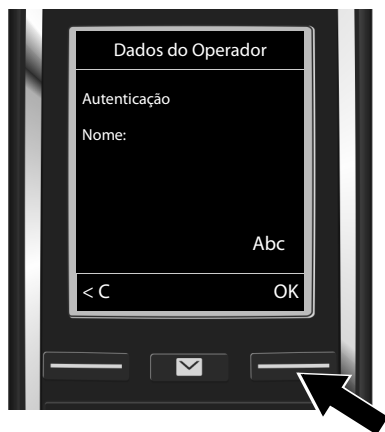 Dados do Operador
Autenticação
Nome:
Abc
< C
OK